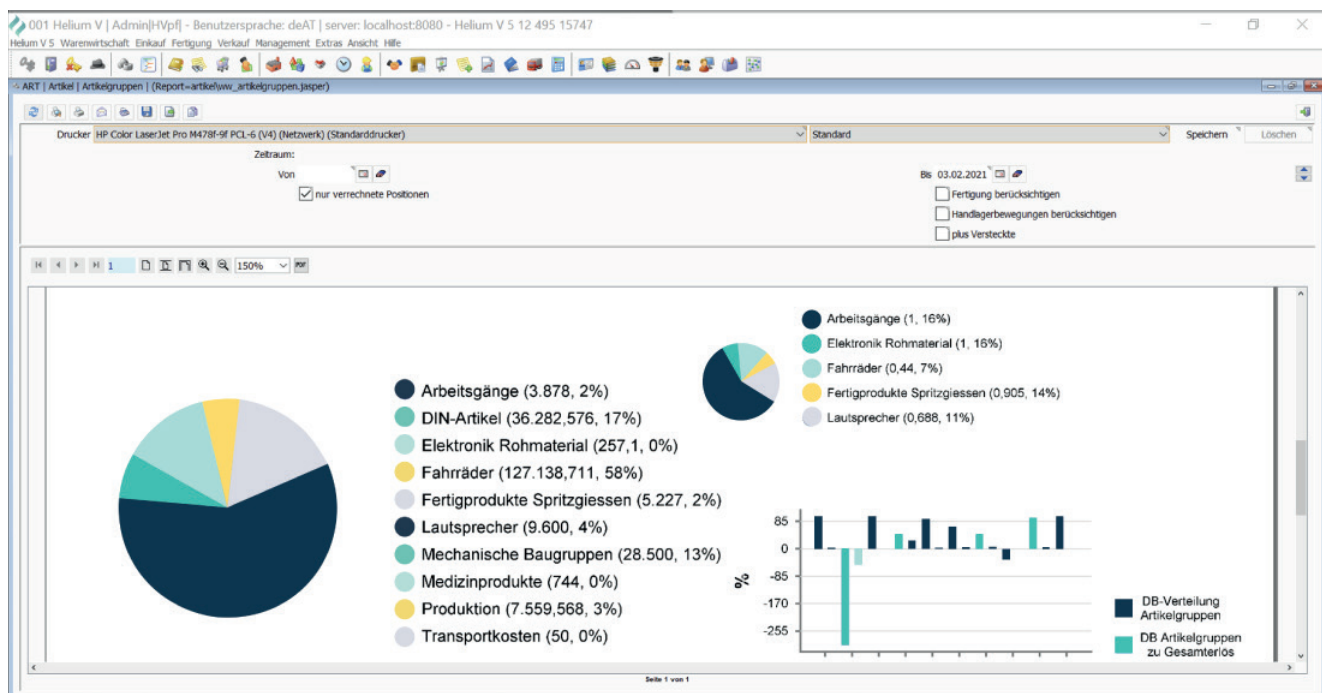 001 Helium V | Admin|HVpf| - Benutzersprache: deAT | server: localhost:8080 - Helium V 5 12 495 15747
Helium V 5 Warenwirtschaft Einkauf Fertigung Verkauf Management Extras Ansicht Hilfe
ART | Artikel | Artikelgruppen | (Report=artikel\ww_artikelgruppen.jasper)
Drucker HP Color LaserJet Pro M478f-9f PCL-6 (V4) (Netzwerk) (Standarddrucker) Standard Speichern Löschen
Zeitraum:
Von Bis 03.02.2021
nur verrechnete Positionen Fertigung berücksichtigen
Handlagerbewegungen berücksichtigen
plus Versteckte
1 150% PDF
Arbeitsgänge (3.878, 2%)
DIN-Artikel (36.282,576, 17%)
Elektronik Rohmaterial (257,1, 0%)
Fahrräder (127.138,711, 58%)
Fertigprodukte Spritzgiessen (5.227, 2%)
Lautsprecher (9.600, 4%)
Mechanische Baugruppen (28.500, 13%)
Medizinprodukte (744, 0%)
Produktion (7.559,568, 3%)
Transportkosten (50, 0%)
Arbeitsgänge (1, 16%)
Elektronik Rohmaterial (1, 16%)
Fahrräder (0,44, 7%)
Fertigprodukte Spritzgiessen (0,905, 14%)
Lautsprecher (0,688, 11%)
85
0
-85
-170
-255
%
DB-Verteilung
Artikelgruppen
DB Artikelgruppen
zu Gesamterlös
Seite 1 von 1